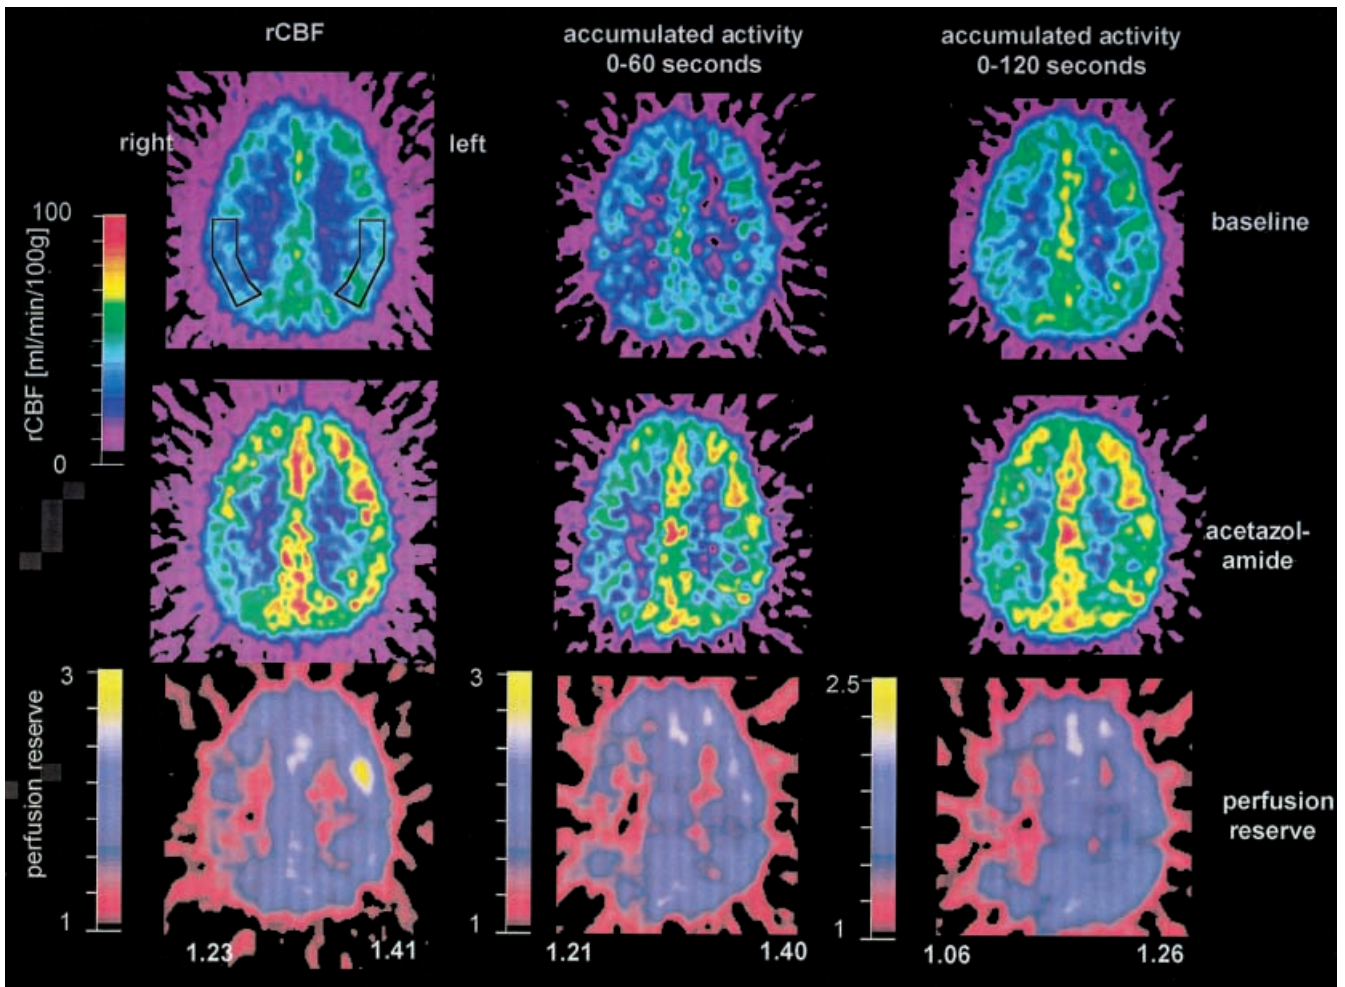 rCBF
accumulated activity
0-60 seconds
accumulated activity
0-120 seconds
right
left
100
rCBF [ml/min/100g]
0
baseline
acetazol-
amide
3
perfusion reserve
1
3
1
2.5
1
perfusion
reserve
1.23
1.41
1.21
1.40
1.06
1.26